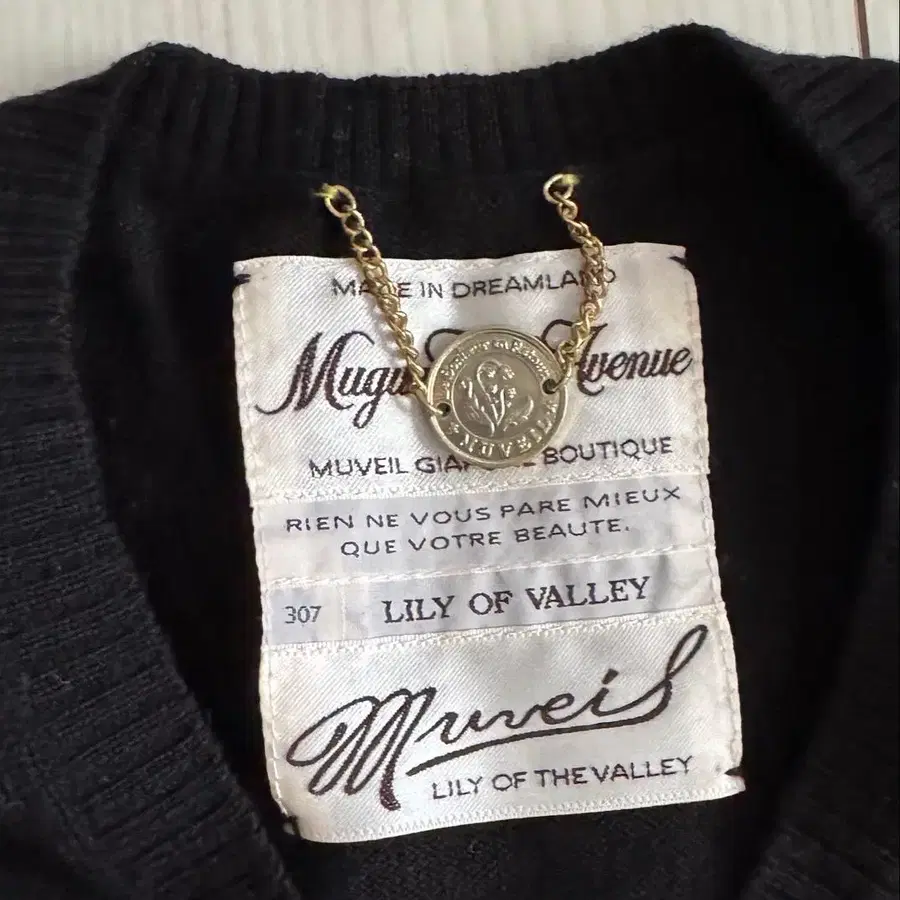 MADE IN DREAMLAND
Avenue
MUVEIL BOUTIQUE
MUVEIL
RIEN NE VOUS PARE MIEUX
QUE VOTRE BEAUTE.
307 LILY OF VALLEY
Muveil
LILY OF THE VALLEY